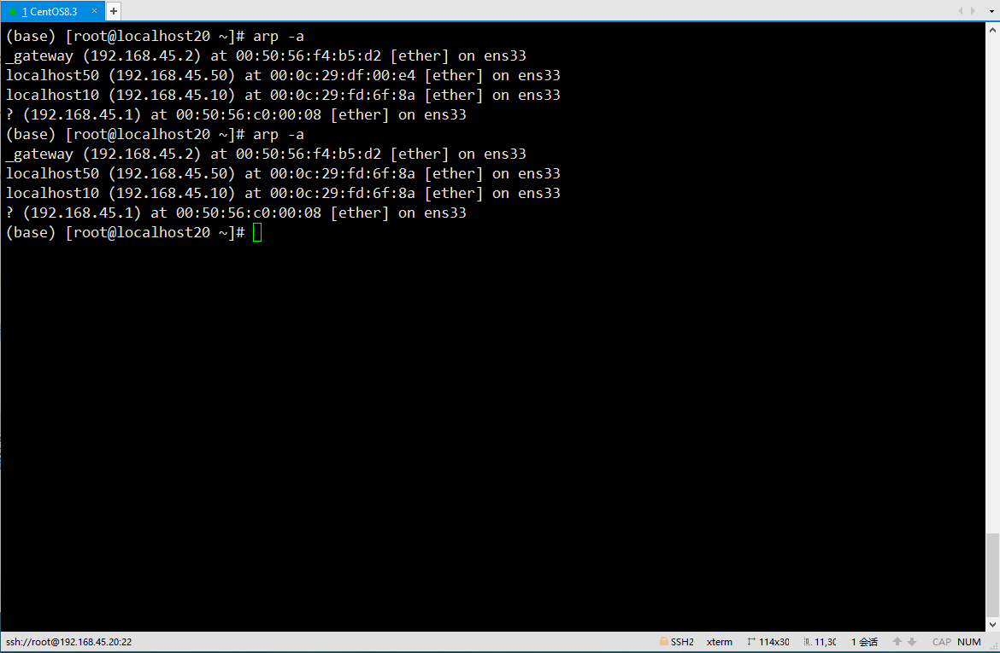 1 CentOS8.3 × +
(base) [root@localhost20 ~]# arp -a
_gateway (192.168.45.2) at 00:50:56:f4:b5:d2 [ether] on ens33
localhost50 (192.168.45.50) at 00:0c:29:df:00:e4 [ether] on ens33
localhost10 (192.168.45.10) at 00:0c:29:fd:6f:8a [ether] on ens33
? (192.168.45.1) at 00:50:56:c0:00:08 [ether] on ens33
(base) [root@localhost20 ~]# arp -a
_gateway (192.168.45.2) at 00:50:56:f4:b5:d2 [ether] on ens33
localhost50 (192.168.45.50) at 00:0c:29:fd:6f:8a [ether] on ens33
localhost10 (192.168.45.10) at 00:0c:29:fd:6f:8a [ether] on ens33
? (192.168.45.1) at 00:50:56:c0:00:08 [ether] on ens33
(base) [root@localhost20 ~]#
ssh://root@192.168.45.20:22 SSH2 xterm 114x30 11,30 1 会话 CAP NUM